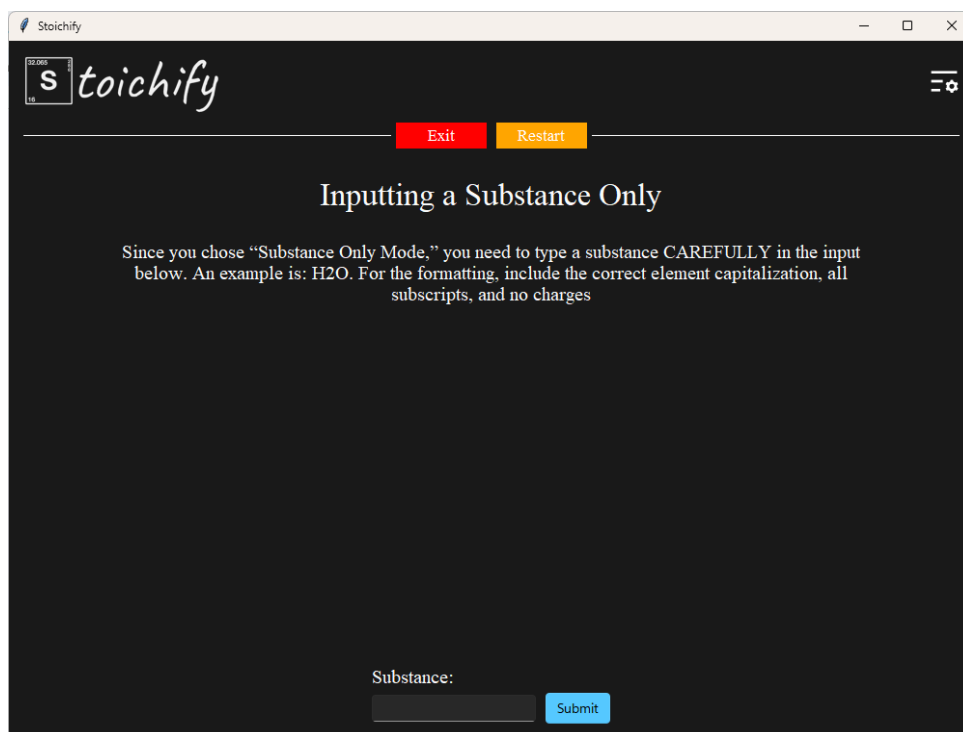 Stoichify
32.065
S
16
toichify
Exit
Restart
Inputting a Substance Only
Since you chose “Substance Only Mode,” you need to type a substance CAREFULLY in the input
below. An example is: H2O. For the formatting, include the correct element capitalization, all
subscripts, and no charges
Substance:
Submit